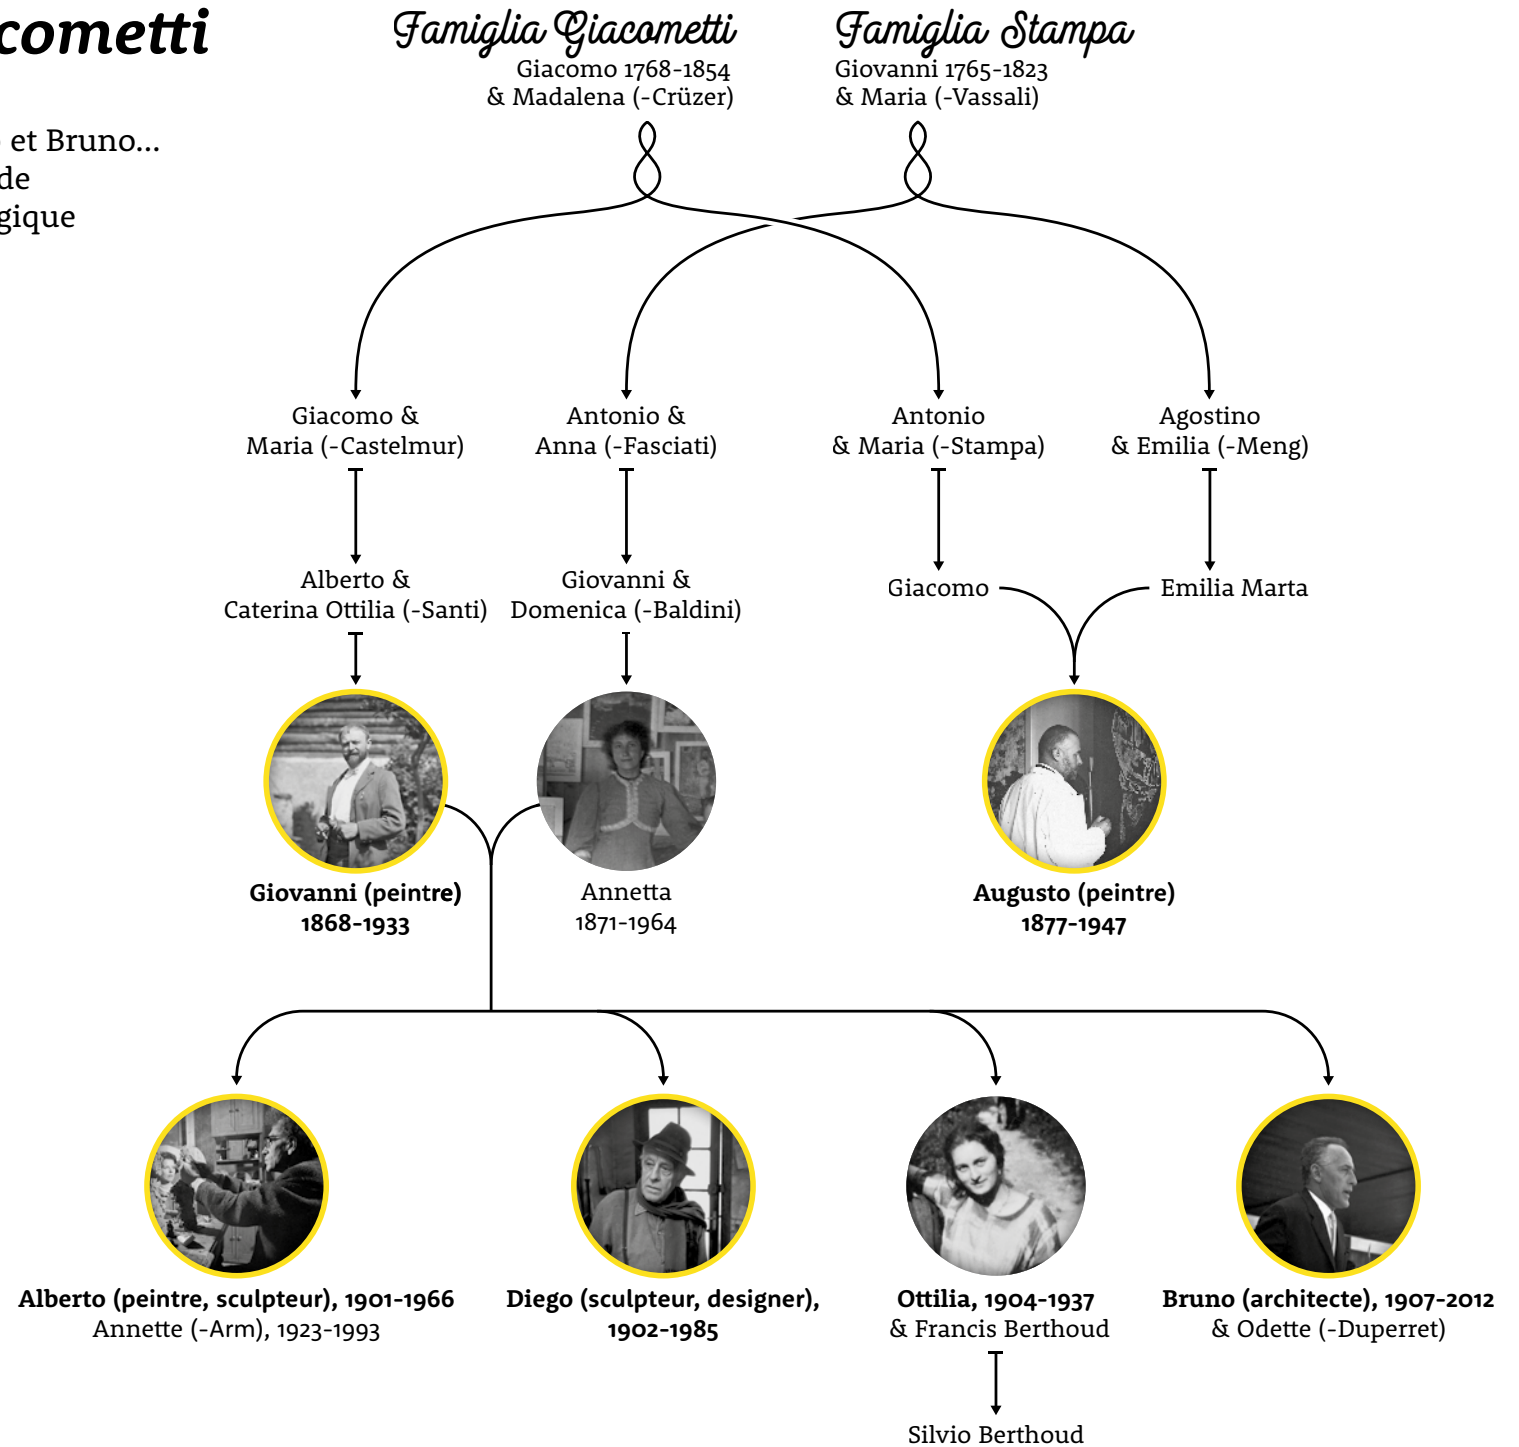 cometti
et Bruno...
de
gique
Famiglia Giacometti
Giacomo 1768-1854
& Madalena (-Crüzer)
Famiglia Stampa
Giovanni 1765-1823
& Maria (-Vassali)
Giacomo &
Maria (-Castelmur)
Antonio &
Anna (-Fasciati)
Antonio
& Maria (-Stampa)
Agostino
& Emilia (-Meng)
Alberto &
Caterina Ottilia (-Santi)
Giovanni &
Domenica (-Baldini)
Giacomo
Emilia Marta
Giovanni (peintre)
1868-1933
Annetta
1871-1964
Augusto (peintre)
1877-1947
Alberto (peintre, sculpteur), 1901-1966
Annette (-Arm), 1923-1993
Diego (sculpteur, designer),
1902-1985
Ottilia, 1904-1937
& Francis Berthoud
Bruno (architecte), 1907-2012
& Odette (-Duperret)
Silvio Berthoud